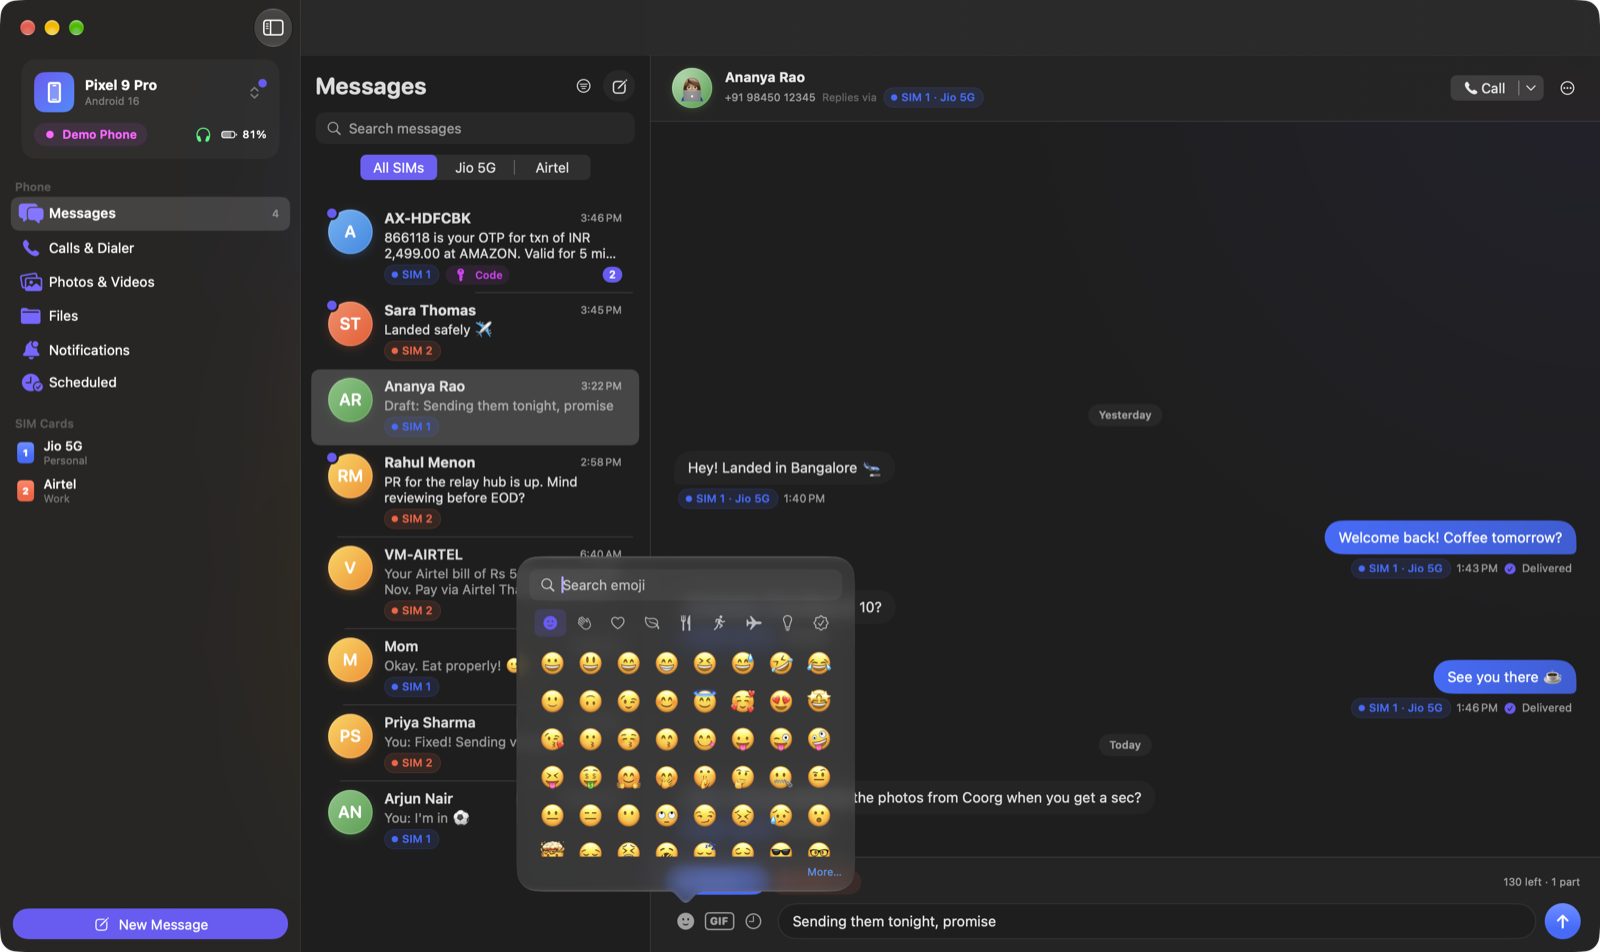 Pixel 9 Pro
Android 16
Demo Phone
81%
Phone
Messages
4
Calls & Dialer
Photos & Videos
Files
Notifications
Scheduled
SIM Cards
1
Jio 5G
Personal
2
Airtel
Work
New Message
Messages
Search messages
All SIMs
Jio 5G
Airtel
A
AX-HDFCBK
3:46 PM
866118 is your OTP for txn of INR
2,499.00 at AMAZON. Valid for 5 mi...
SIM 1
Code
2
ST
Sara Thomas
3:45 PM
Landed safely ✈️
SIM 2
AR
Ananya Rao
3:22 PM
Draft: Sending them tonight, promise
SIM 1
RM
Rahul Menon
2:58 PM
PR for the relay hub is up. Mind
reviewing before EOD?
SIM 2
V
VM-AIRTEL
6:40 AM
Your Airtel bill of Rs 5
Nov. Pay via Airtel
SIM 2
M
Mom
Okay. Eat properly!
SIM 1
PS
Priya Sharma
You: Fixed! Sending
SIM 2
AN
Arjun Nair
You: I'm in ⚽
SIM 1
Search emoji
More...
Ananya Rao
+91 98450 12345 Replies via SIM 1 · Jio 5G
Call
Yesterday
Hey! Landed in Bangalore 🛬
SIM 1 · Jio 5G 1:40 PM
Welcome back! Coffee tomorrow?
SIM 1 · Jio 5G 1:43 PM Delivered
10?
See you there ☕
SIM 1 · Jio 5G 1:46 PM Delivered
Today
the photos from Coorg when you get a sec?
130 left · 1 part
GIF
Sending them tonight, promise